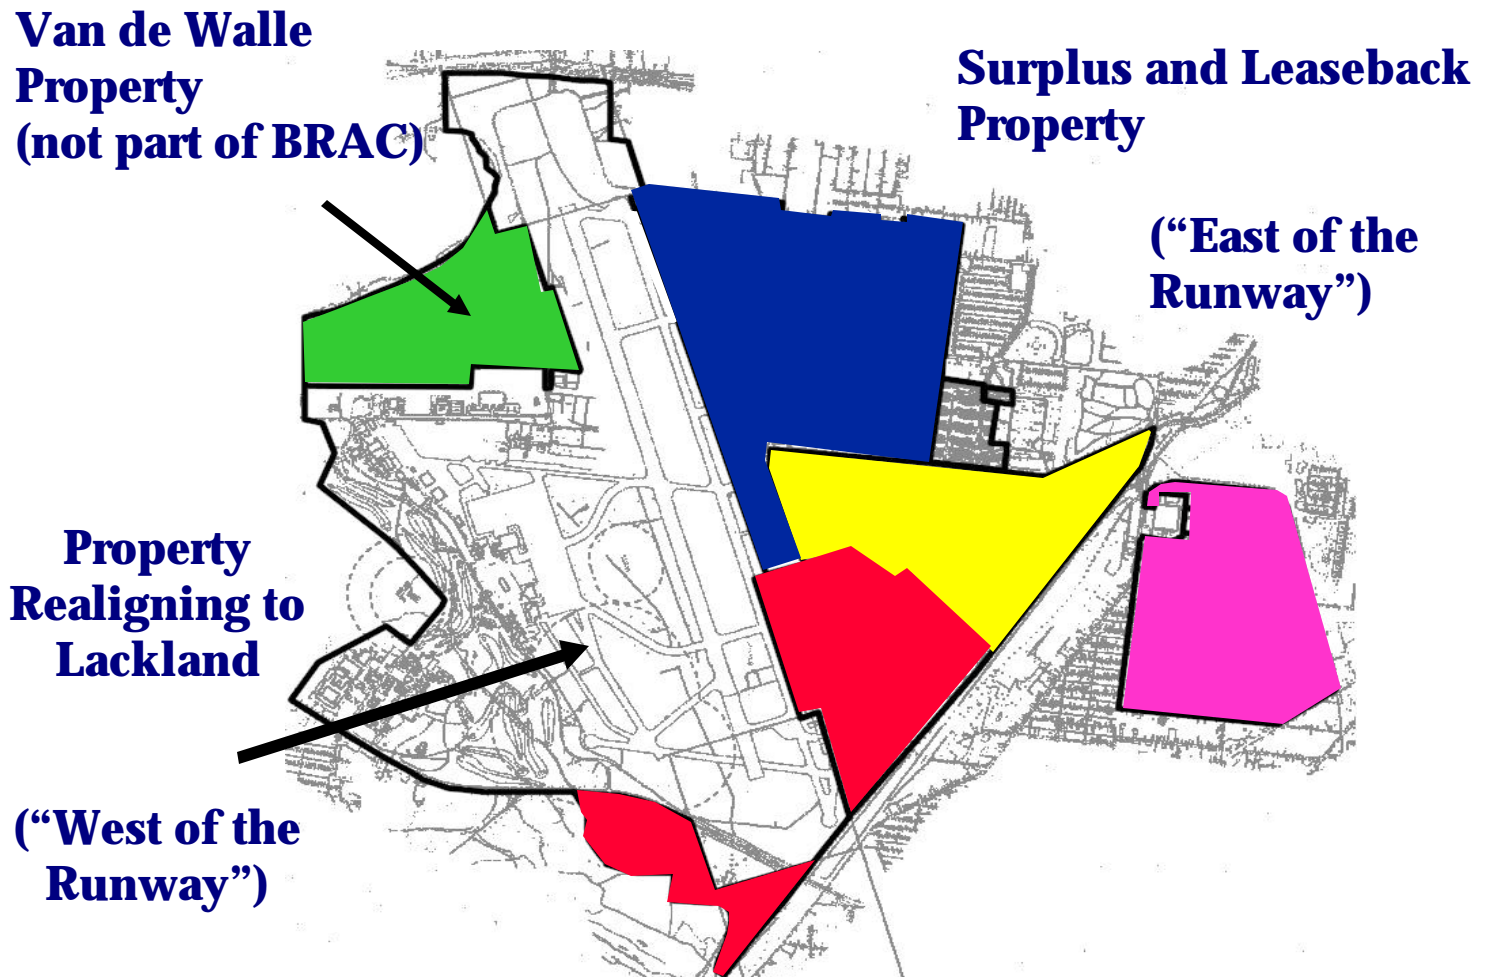 Van de Walle
Property
(not part of BRAC)
Surplus and Leaseback
Property
(“East of the
Runway”)
Property
Realigning to
Lackland
(“West of the
Runway”)